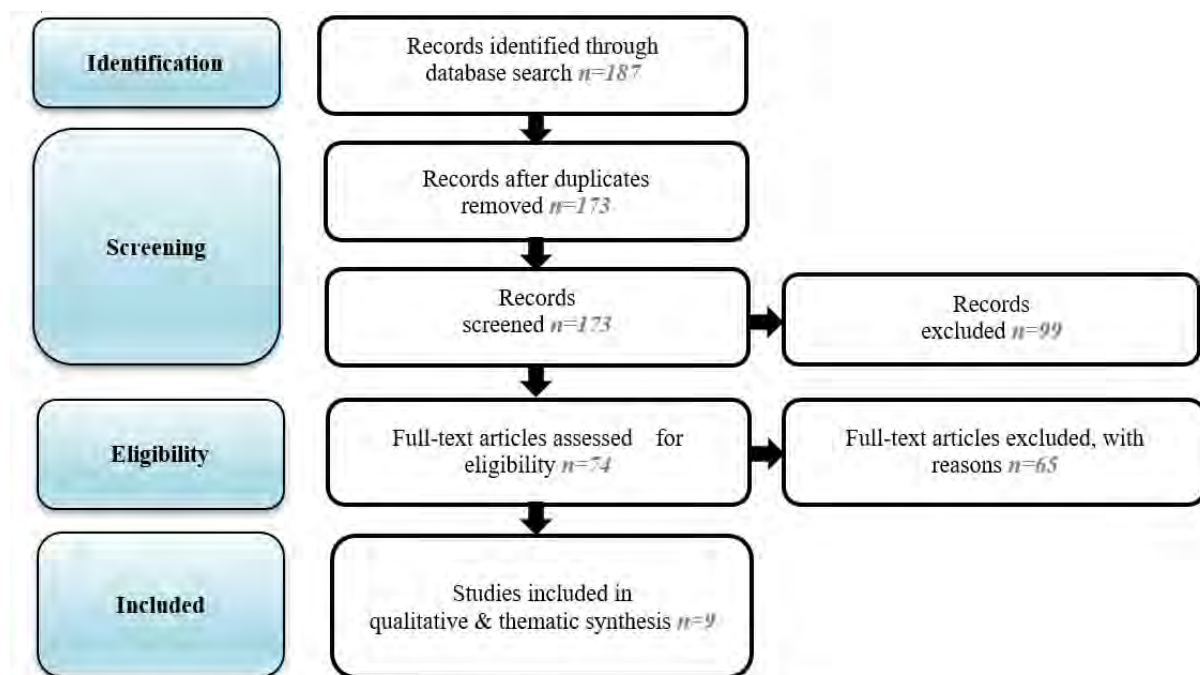 Identification
Records identified through
database search n=187
Screening
Records after duplicates
removed n=173
Records
screened n=173
Records
excluded n=99
Eligibility
Full-text articles assessed for
eligibility n=74
Full-text articles excluded, with
reasons n=65
Included
Studies included in
qualitative & thematic synthesis n=9